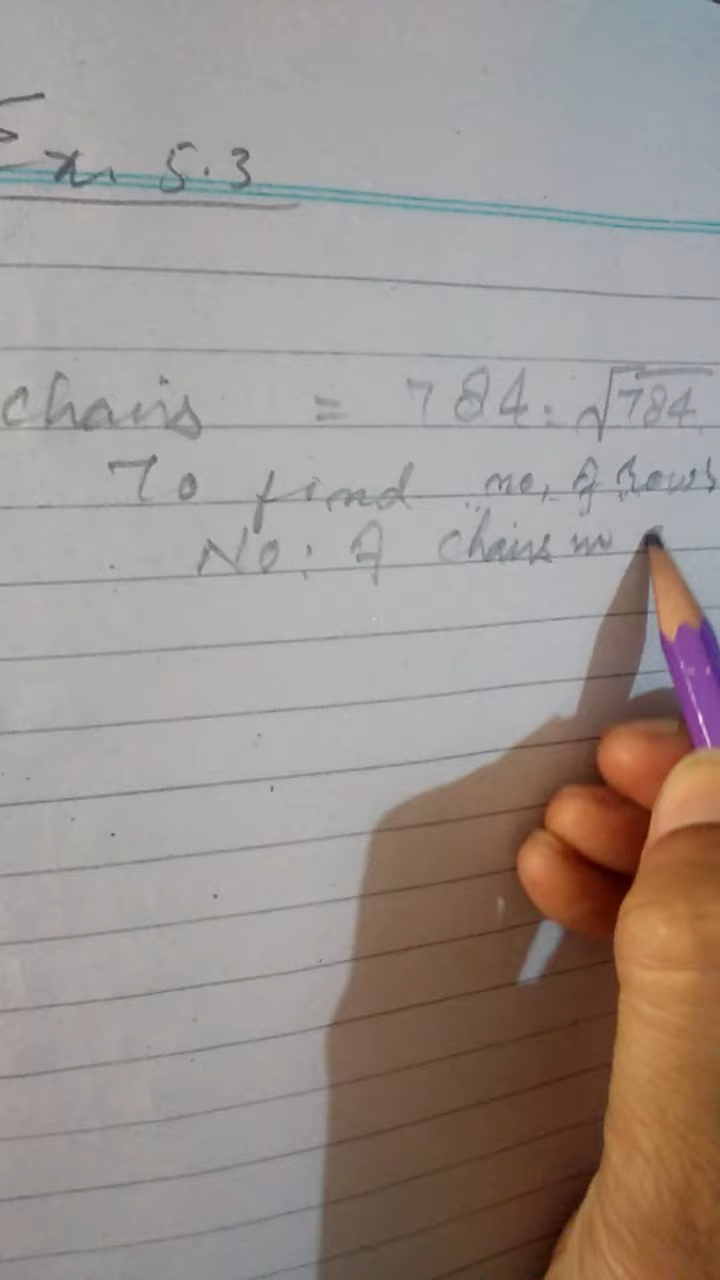 Ex. 5.3
chairs = 784. √784
To find no, of rows
No: of chairs in